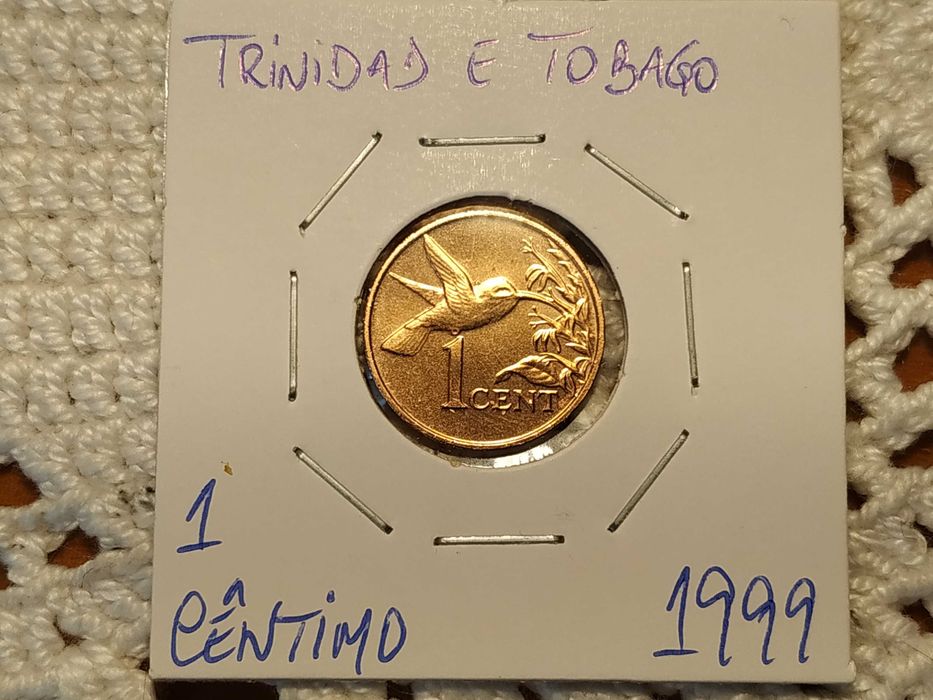 TRINIDAD E TOBAGO
1 CENT
1
CÊNTIMO 1999